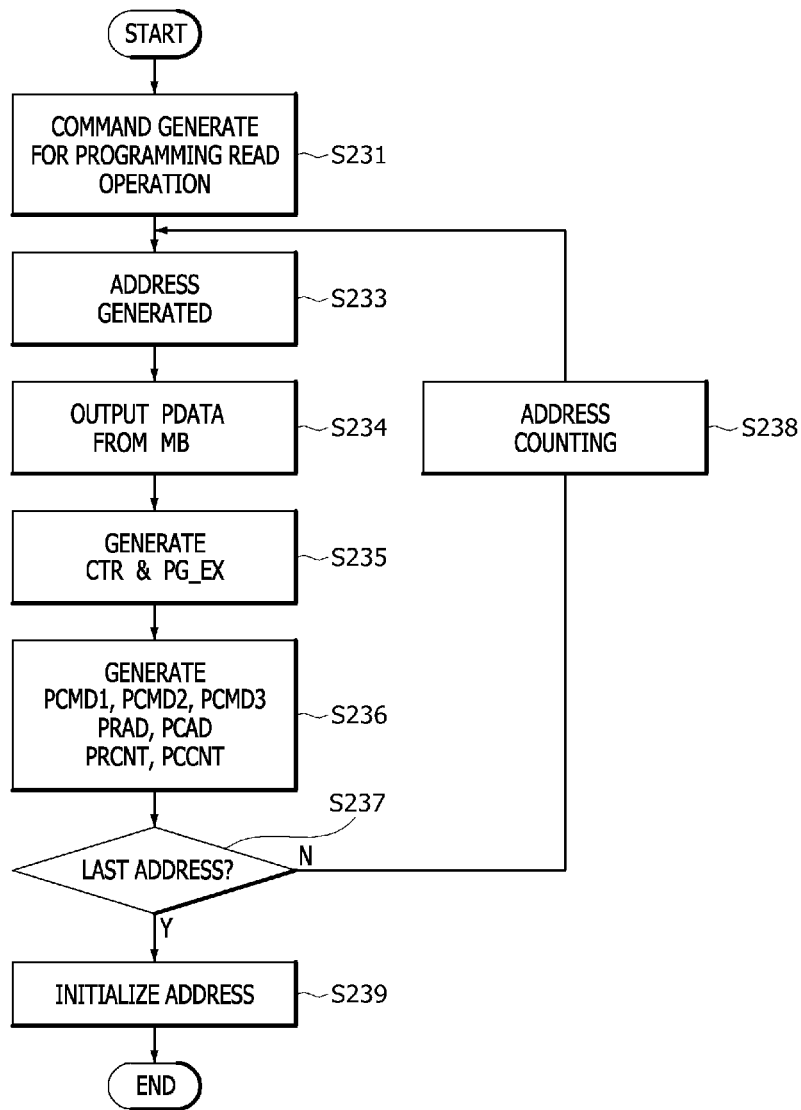 START
COMMAND GENERATE
FOR PROGRAMMING READ
OPERATION
S231
ADDRESS
GENERATED
S233
OUTPUT PDATA
FROM MB
S234
ADDRESS
COUNTING
S238
GENERATE
CTR & PG_EX
S235
GENERATE
PCMD1, PCMD2, PCMD3
PRAD, PCAD
PRCNT, PCCNT
S236
S237
LAST ADDRESS?
N
Y
INITIALIZE ADDRESS
S239
END